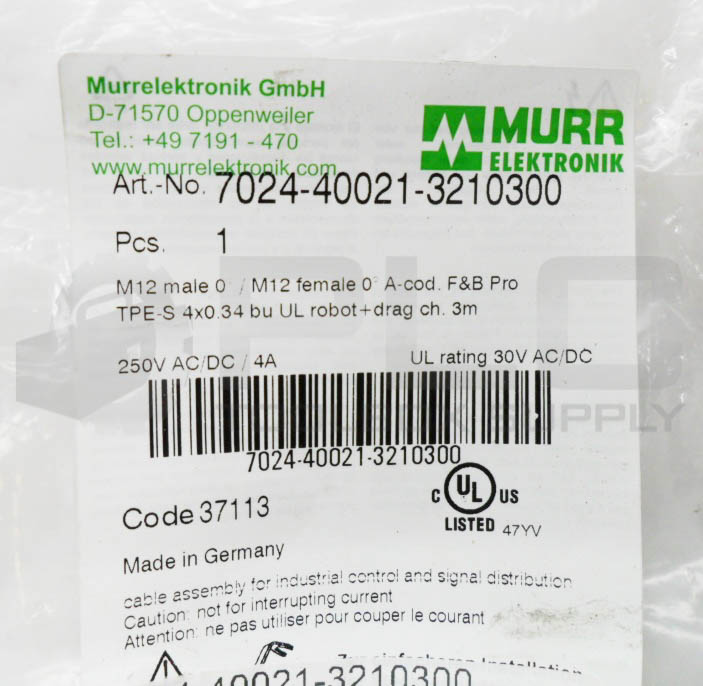 Murrelektronik GmbH
D-71570 Oppenweiler
Tel.: +49 7191 - 470
www.murrelektronik.com
MURR
ELEKTRONIK
Art.-No. 7024-40021-3210300
Pcs. 1
M12 male 0° / M12 female 0° A-cod. F&B Pro
TPE-S 4x0.34 bu UL robot+drag ch. 3m
250V AC/DC / 4A UL rating 30V AC/DC
PLC
SUPPLY
7024-40021-3210300
Code 37113
C UL US
LISTED 47YV
Made in Germany
cable assembly for industrial control and signal distribution
Caution: not for interrupting current
Attention: ne pas utiliser pour couper le courant
40021-3210300